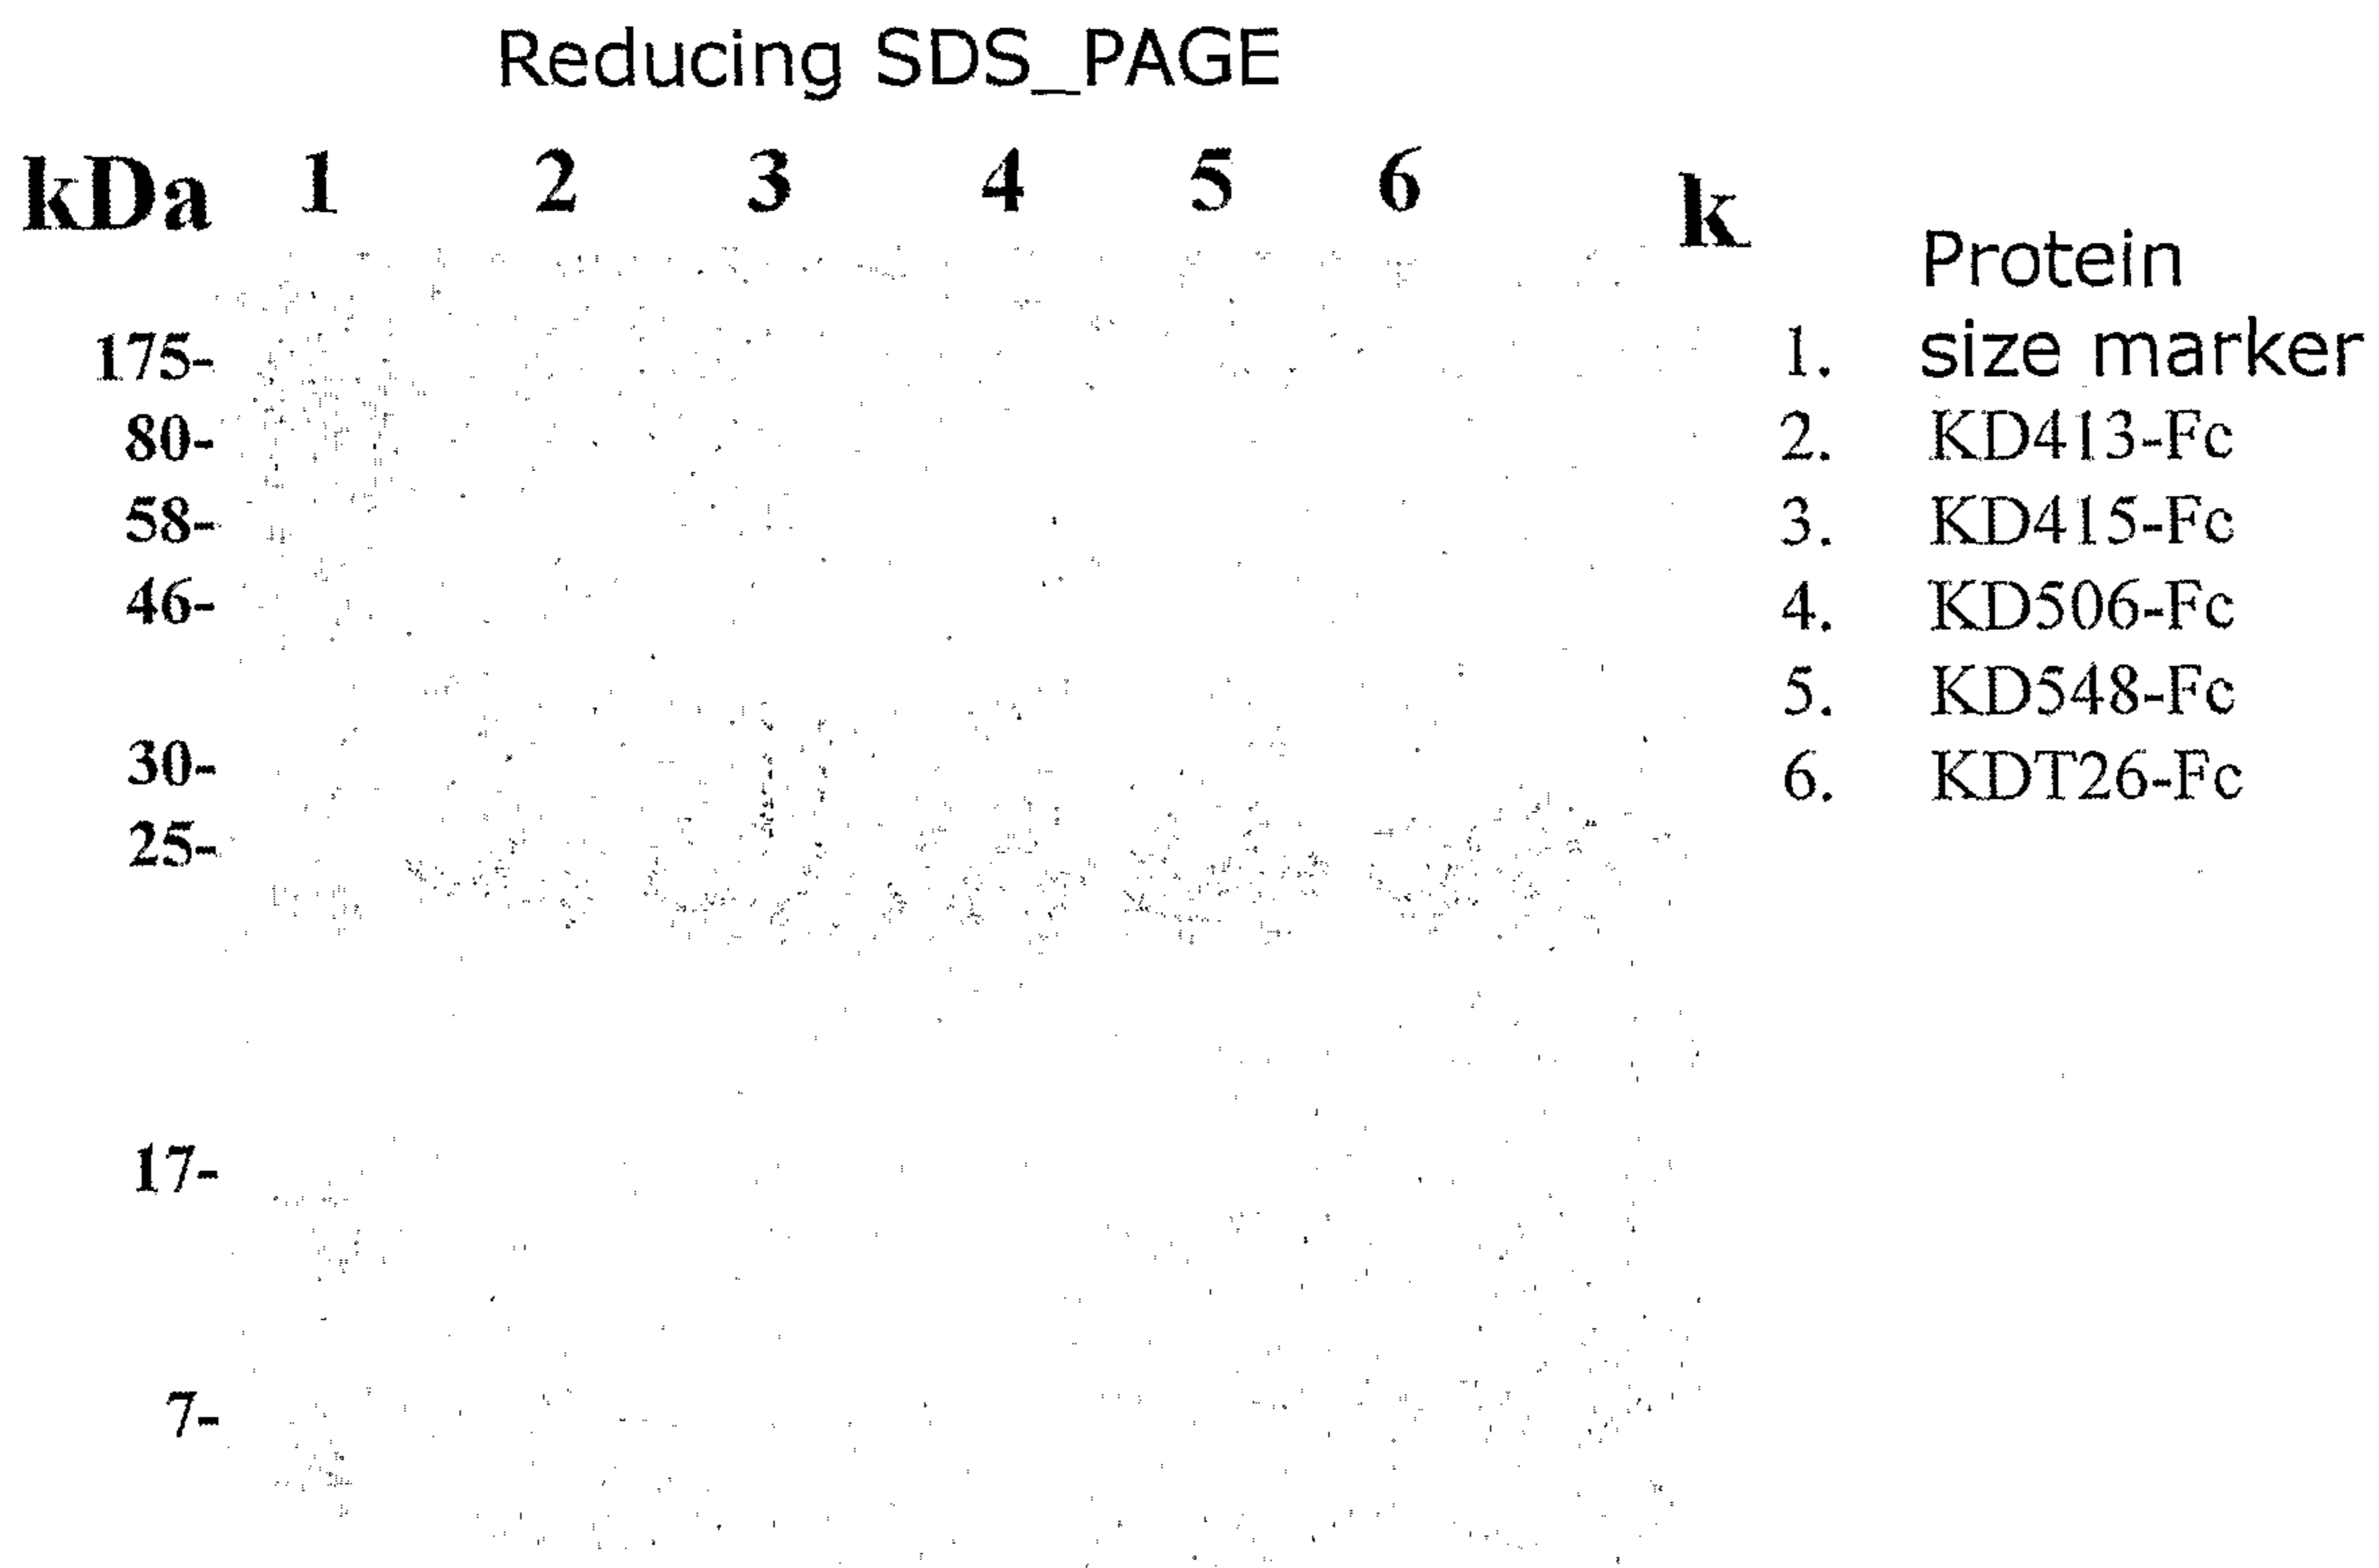 Reducing SDS_PAGE
kDa 1 2 3 4 5 6 k
175-
80-
58-
46-
30-
25-
17-
7-
Protein
1. size marker
2. KD413-Fc
3. KD415-Fc
4. KD506-Fc
5. KD548-Fc
6. KDT26-Fc